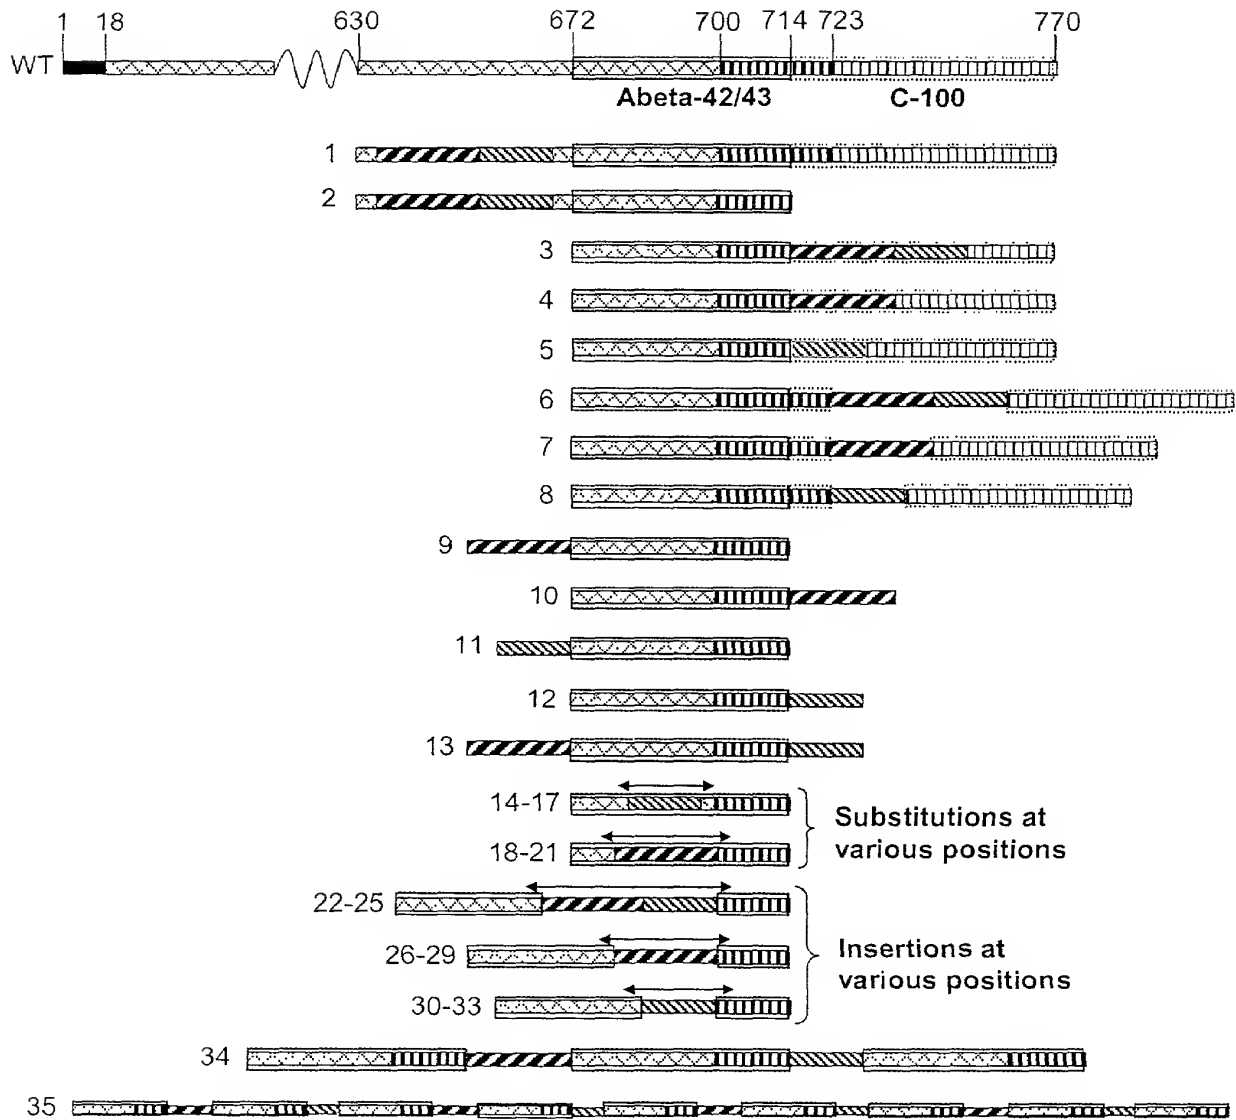 1 18 630 672 700 714 723 770
WT
Abeta-42/43 C-100
1
2
3
4
5
6
7
8
9
10
11
12
13
14-17
Substitutions at
various positions
18-21
22-25
26-29
Insertions at
various positions
30-33
34
35